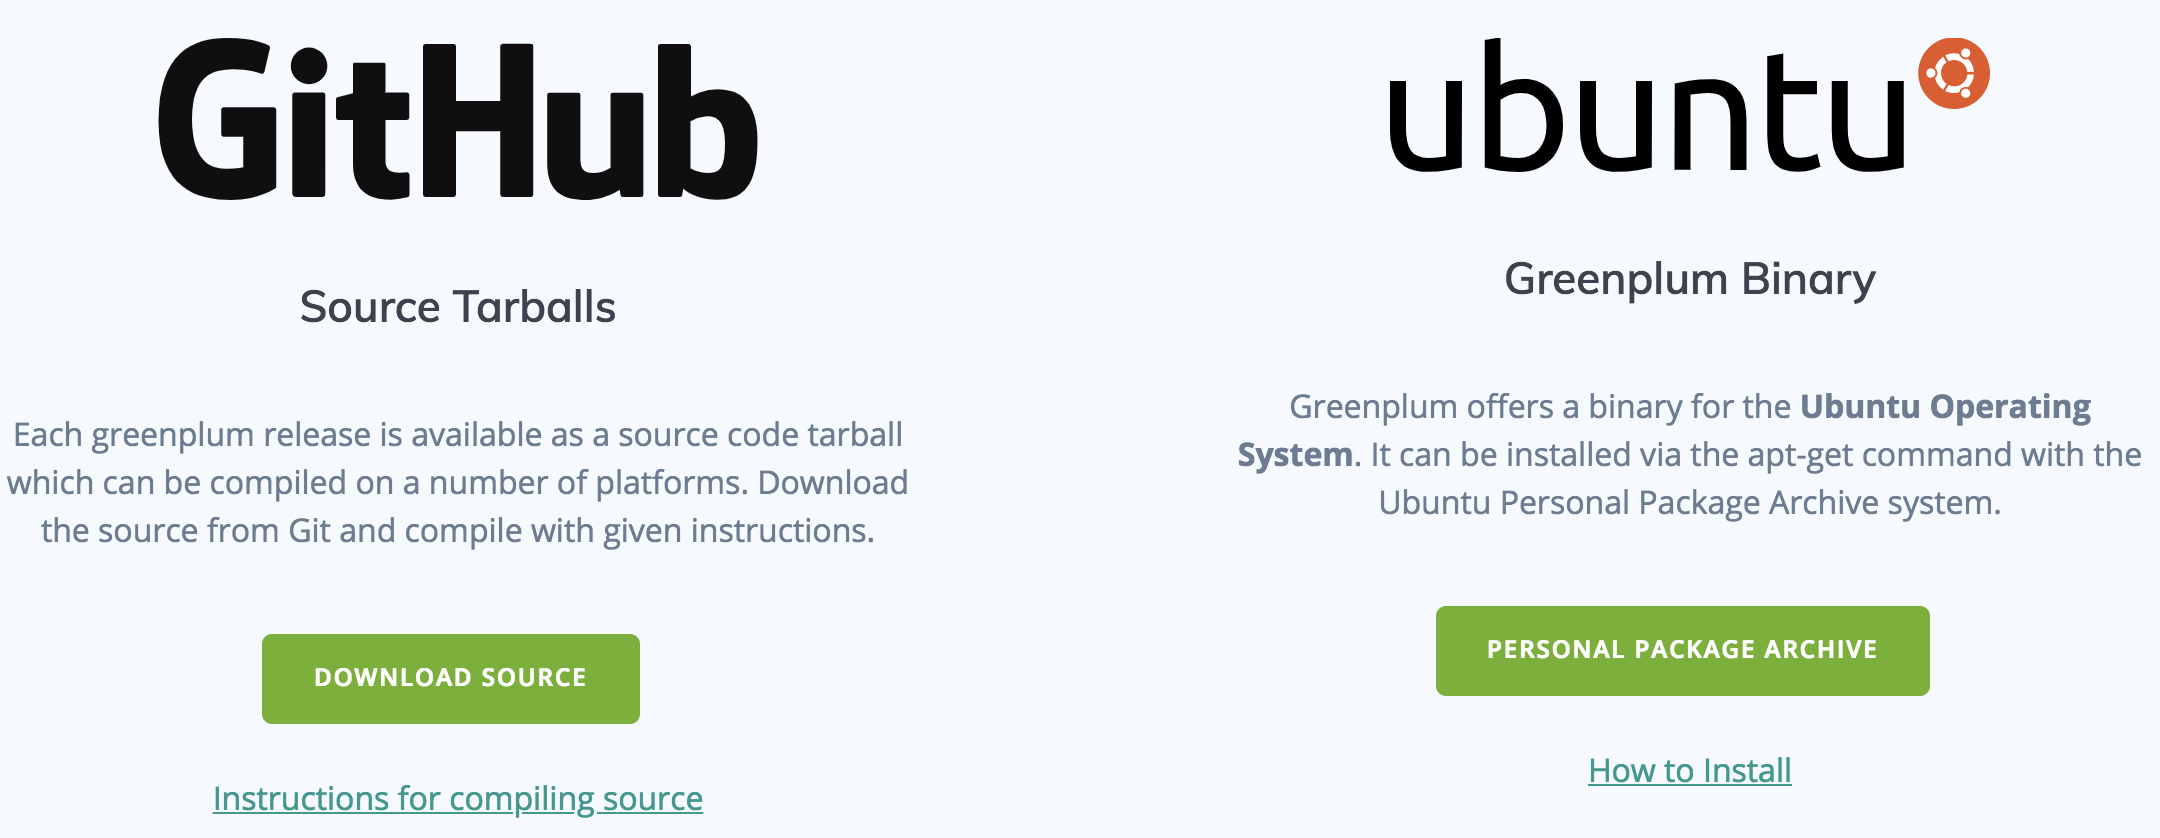 GitHub
Source Tarballs
Each greenplum release is available as a source code tarball
which can be compiled on a number of platforms. Download
the source from Git and compile with given instructions.
DOWNLOAD SOURCE
Instructions for compiling source
ubuntu
Greenplum Binary
Greenplum offers a binary for the Ubuntu Operating
System. It can be installed via the apt-get command with the
Ubuntu Personal Package Archive system.
PERSONAL PACKAGE ARCHIVE
How to Install